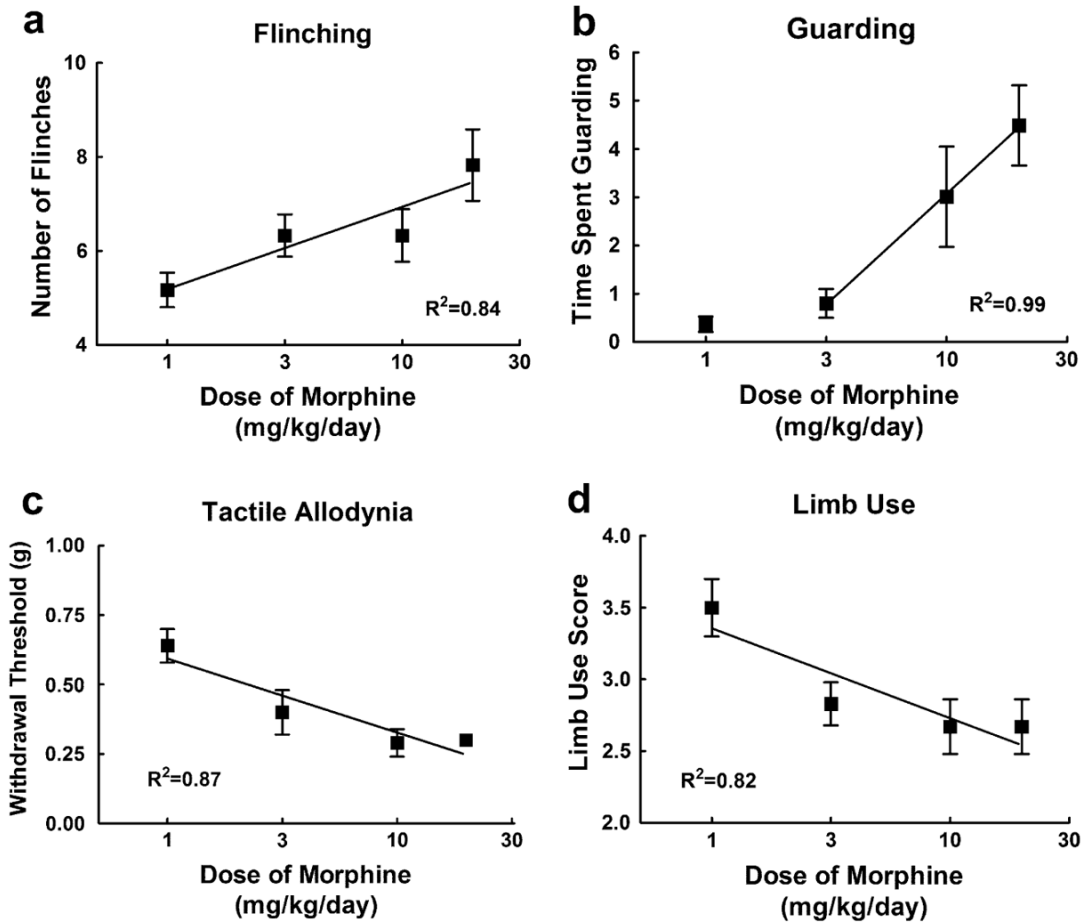 a
Flinching
Number of Flinches
10
8
6
4
R²=0.84
1 3 10 30
Dose of Morphine
(mg/kg/day)
b
Guarding
Time Spent Guarding
6
5
4
3
2
1
0
R²=0.99
1 3 10 30
Dose of Morphine
(mg/kg/day)
c
Tactile Allodynia
Withdrawal Threshold (g)
1.00
0.75
0.50
0.25
0.00
R²=0.87
1 3 10 30
Dose of Morphine
(mg/kg/day)
d
Limb Use
Limb Use Score
4.0
3.5
3.0
2.5
2.0
R²=0.82
1 3 10 30
Dose of Morphine
(mg/kg/day)